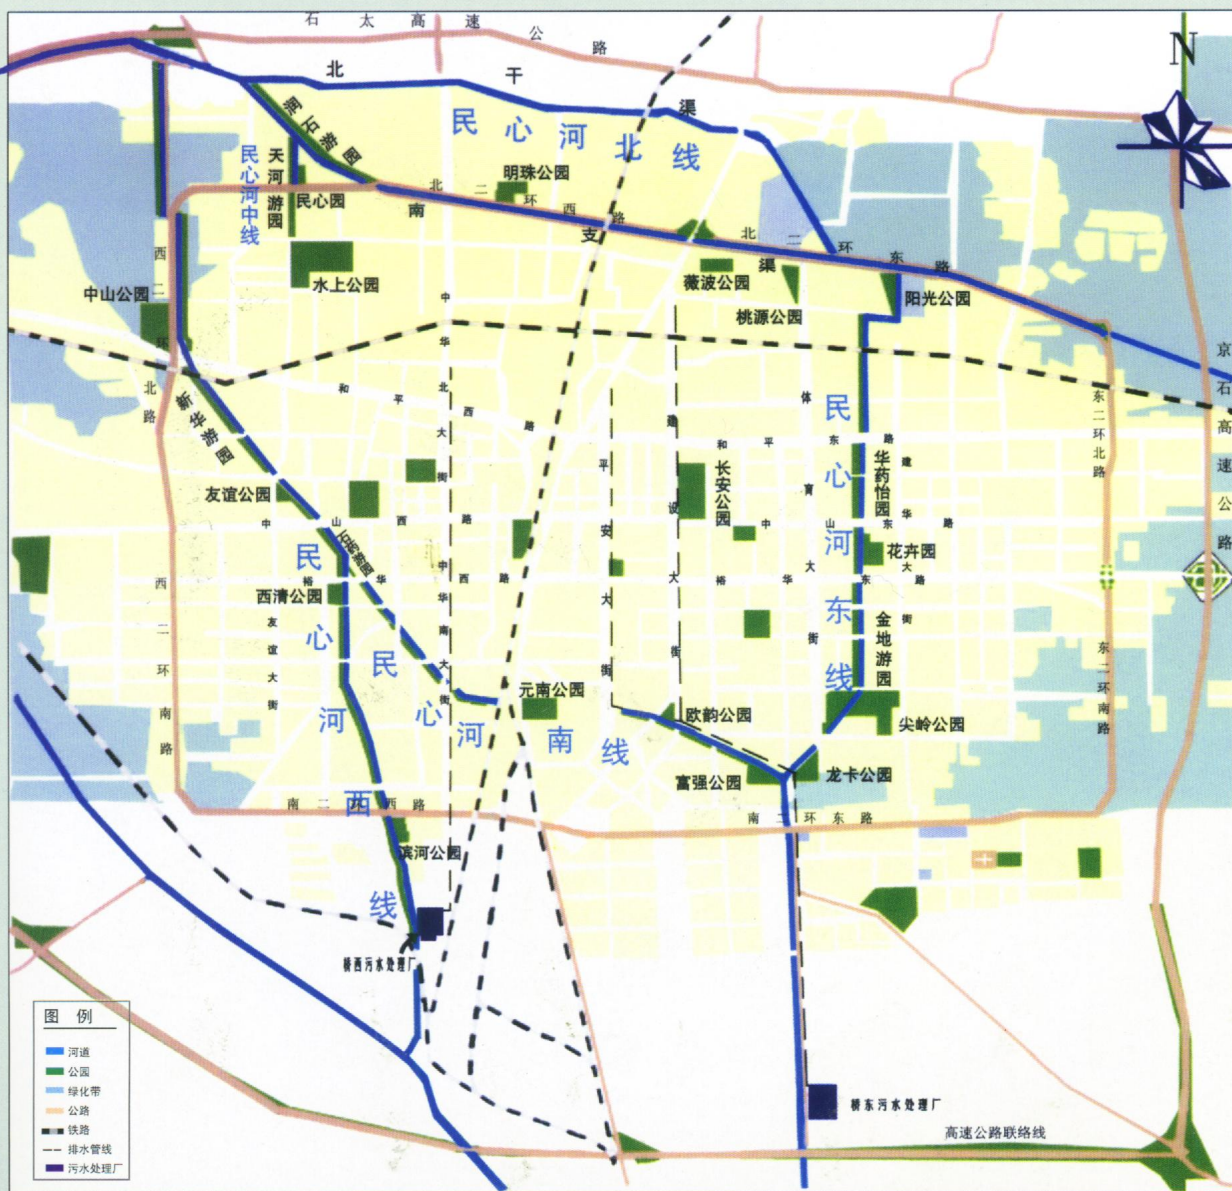 石太高速公路
N
北干渠
民心河北线
润石游园
天河游园
民心河中线
民心园
明珠公园
北二环西路
南支渠
北二环东路
水上公园
中山公园
薇波公园
桃源公园
阳光公园
西二环北路
京石高速公路
新华游园
和平西路
中华北大街
建设大街
体育大街
和平东路
民心河东线
华药怡园
建华大街
东二环北路
长安公园
友谊公园
中山西路
石药游园
平安大街
中山东路
花卉园
裕华西路
裕华东路
西清公园
友谊大街
中华南大街
金地游园
民心河西线
民心河南线
元南公园
欧韵公园
尖岭公园
西二环南路
东二环南路
富强公园
龙卡公园
南二环西路
南二环东路
滨河公园
桥西污水处理厂
桥东污水处理厂
高速公路联络线
图例
河道
公园
绿化带
公路
铁路
排水管线
污水处理厂